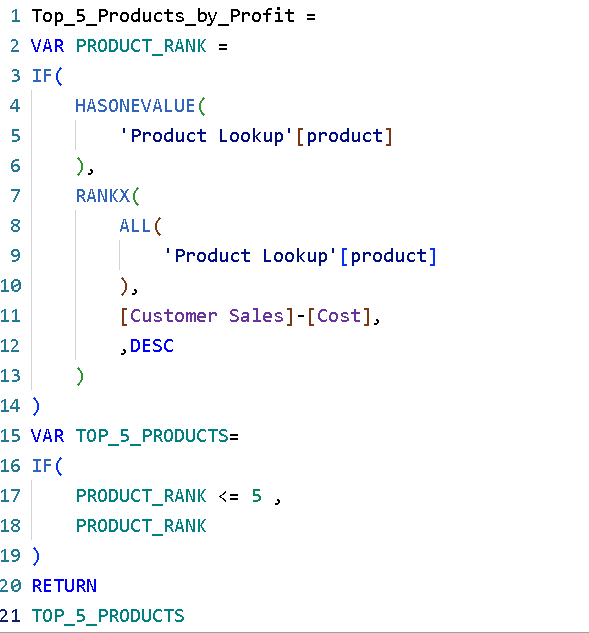 1 Top_5_Products_by_Profit =
2 VAR PRODUCT_RANK =
3 IF(
4     HASONEVALUE(
5         'Product Lookup'[product]
6     ),
7     RANKX(
8         ALL(
9             'Product Lookup'[product]
10         ),
11         [Customer Sales]-[Cost],
12         ,DESC
13     )
14 )
15 VAR TOP_5_PRODUCTS=
16 IF(
17     PRODUCT_RANK <= 5 ,
18     PRODUCT_RANK
19 )
20 RETURN
21 TOP_5_PRODUCTS